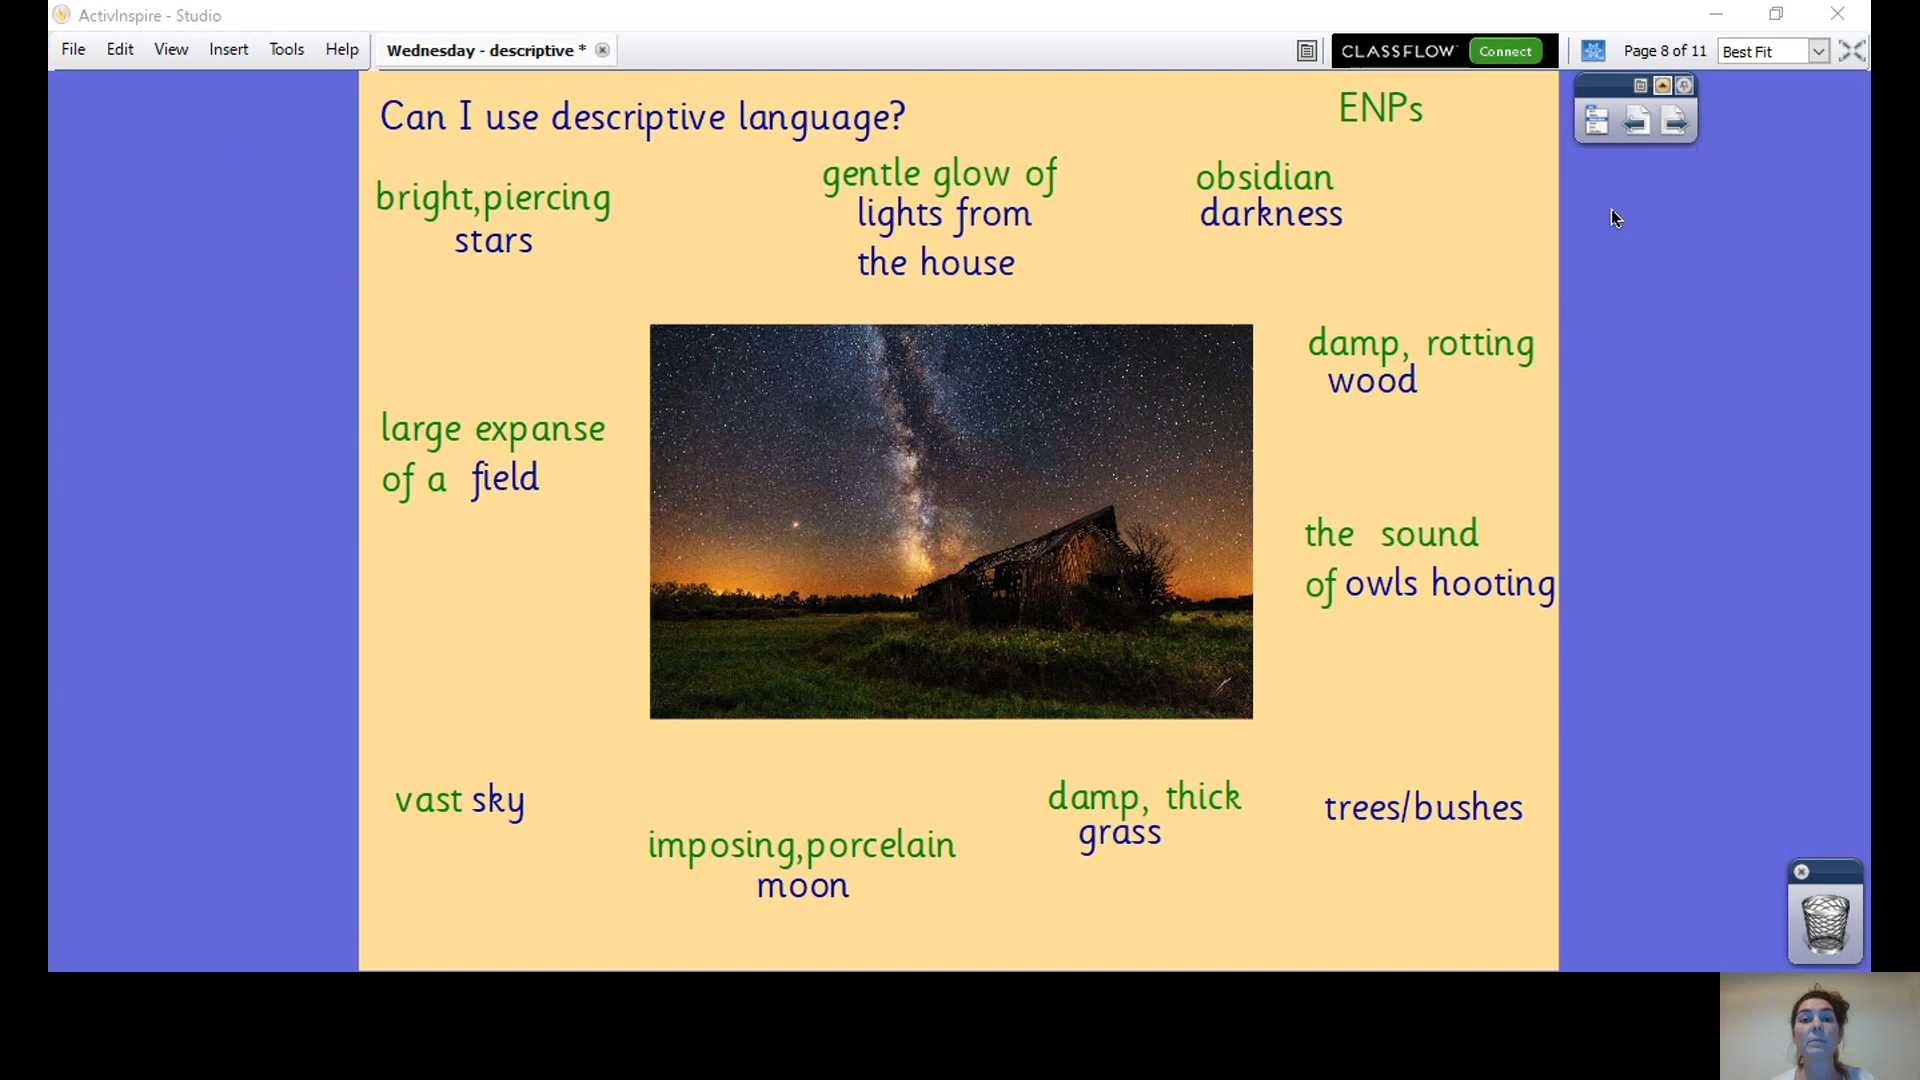 ActivInspire - Studio
File Edit View Insert Tools Help
Wednesday - descriptive *
CLASSFLOW Connect
Page 8 of 11
Best Fit
Can I use descriptive language?
ENPs
bright,piercing
stars
gentle glow of
lights from
the house
obsidian
darkness
damp, rotting
wood
large expanse
of a field
the sound
of owls hooting
vast sky
imposing,porcelain
moon
damp, thick
grass
trees/bushes